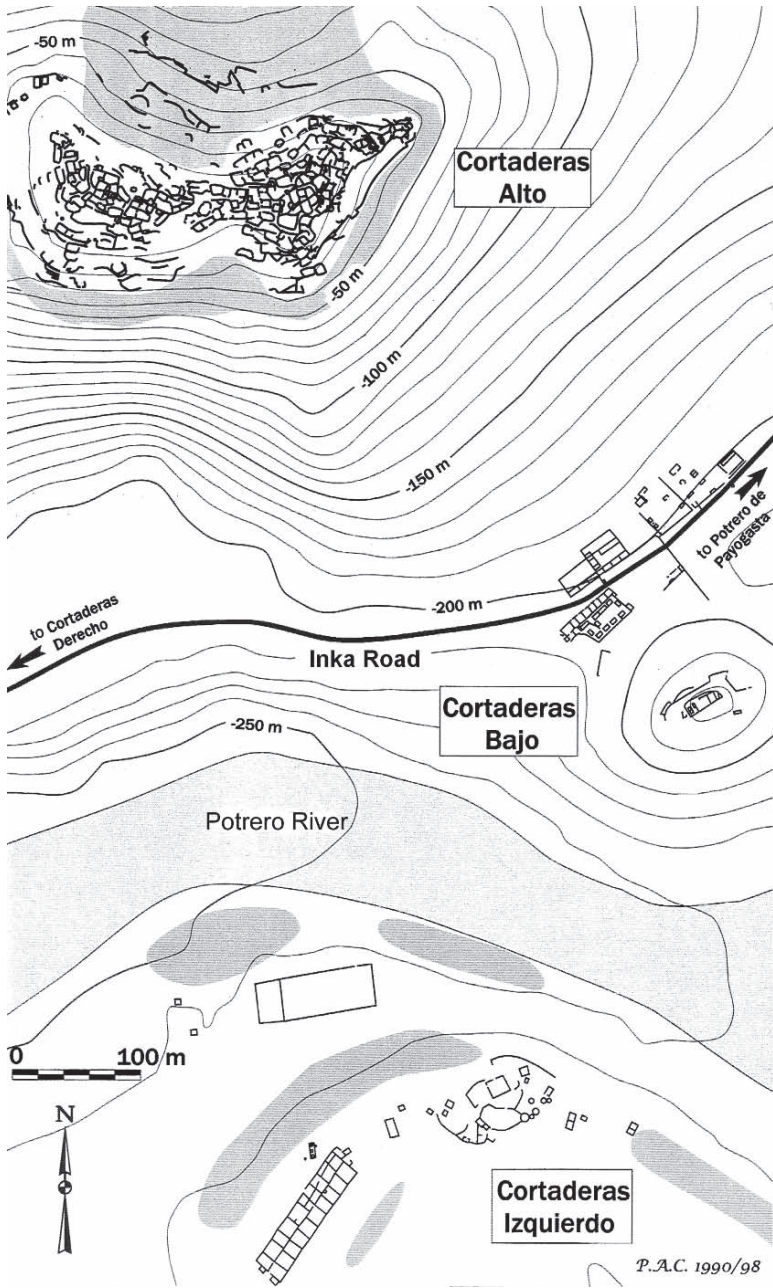 -50 m
Cortaderas
Alto
-50 m
-100 m
-150 m
to Potrero de
Payogasta
-200 m
to Cortaderas
Derecho
Inka Road
Cortaderas
Bajo
-250 m
Potrero River
0 100 m
N
Cortaderas
Izquierdo
P.A.C. 1990/98